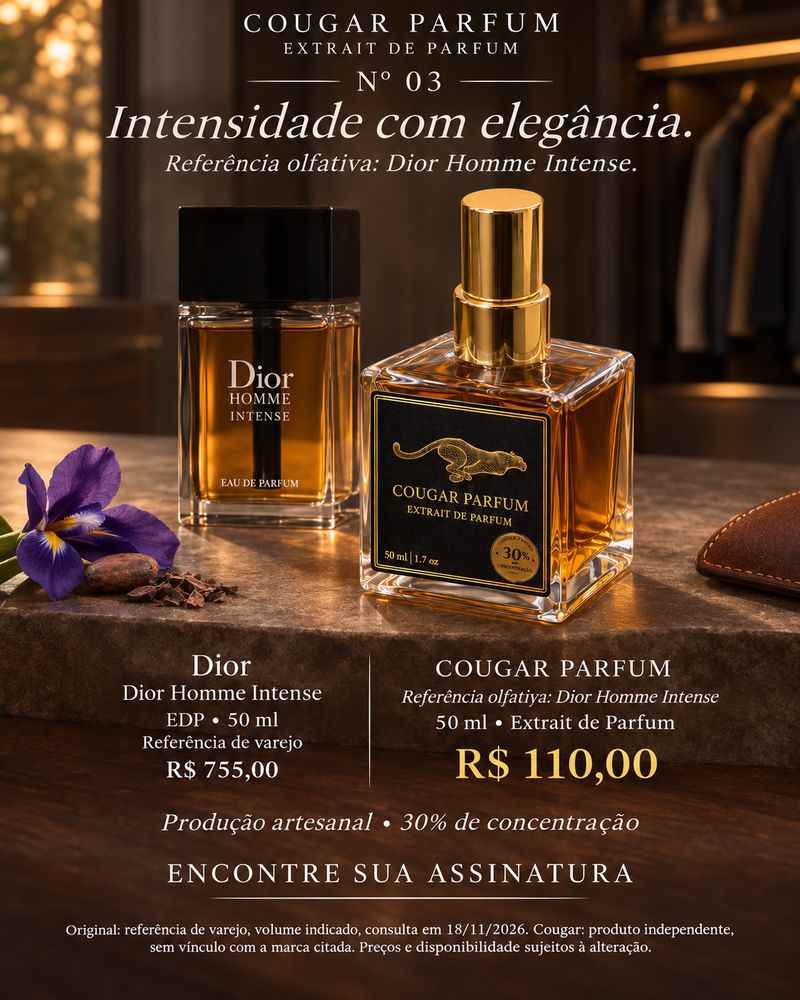 COUGAR PARFUM
EXTRAIT DE PARFUM
Nº 03
Intensidade com elegância.
Referência olfativa: Dior Homme Intense.
Dior
HOMME
INTENSE
EAU DE PARFUM
COUGAR PARFUM
EXTRAIT DE PARFUM
50 ml | 1.7 oz
COUGAR PARFUM
30%
CONCENTRAÇÃO
Dior
Dior Homme Intense
EDP • 50 ml
Referência de varejo
R$ 755,00
COUGAR PARFUM
Referência olfatiya: Dior Homme Intense
50 ml • Extrait de Parfum
R$ 110,00
Produção artesanal • 30% de concentração
ENCONTRE SUA ASSINATURA
Original: referência de varejo, volume indicado, consulta em 18/11/2026. Cougar: produto independente,
sem vínculo com a marca citada. Preços e disponibilidade sujeitos à alteração.